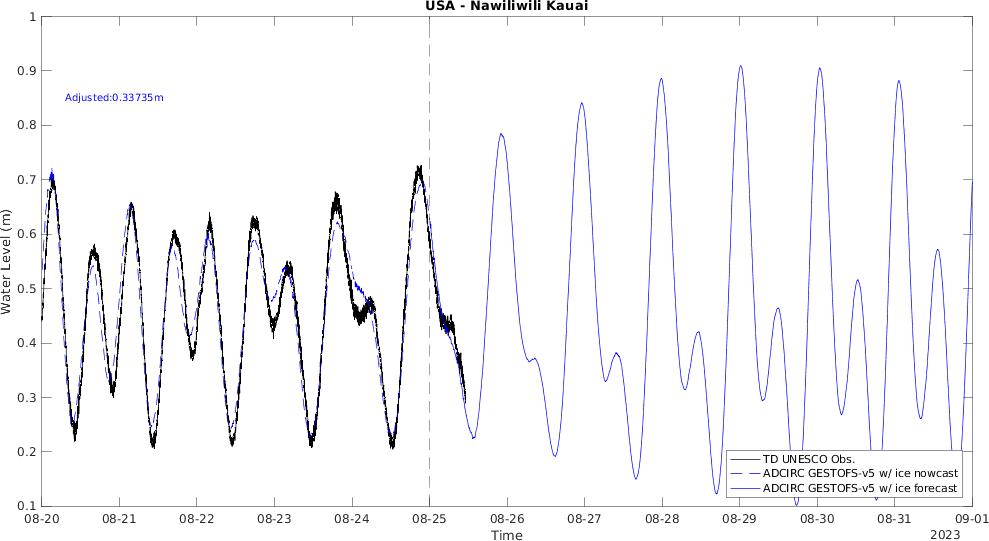 USA - Nawiliwili Kauai
1
0.9
0.8
0.7
0.6
0.5
0.4
0.3
0.2
0.1
Water Level (m)
Adjusted:0.33735m
TD UNESCO Obs.
ADCIRC GESTOFS-v5 w/ ice nowcast
ADCIRC GESTOFS-v5 w/ ice forecast
08-20 08-21 08-22 08-23 08-24 08-25 08-26 08-27 08-28 08-29 08-30 08-31 09-01
Time
2023